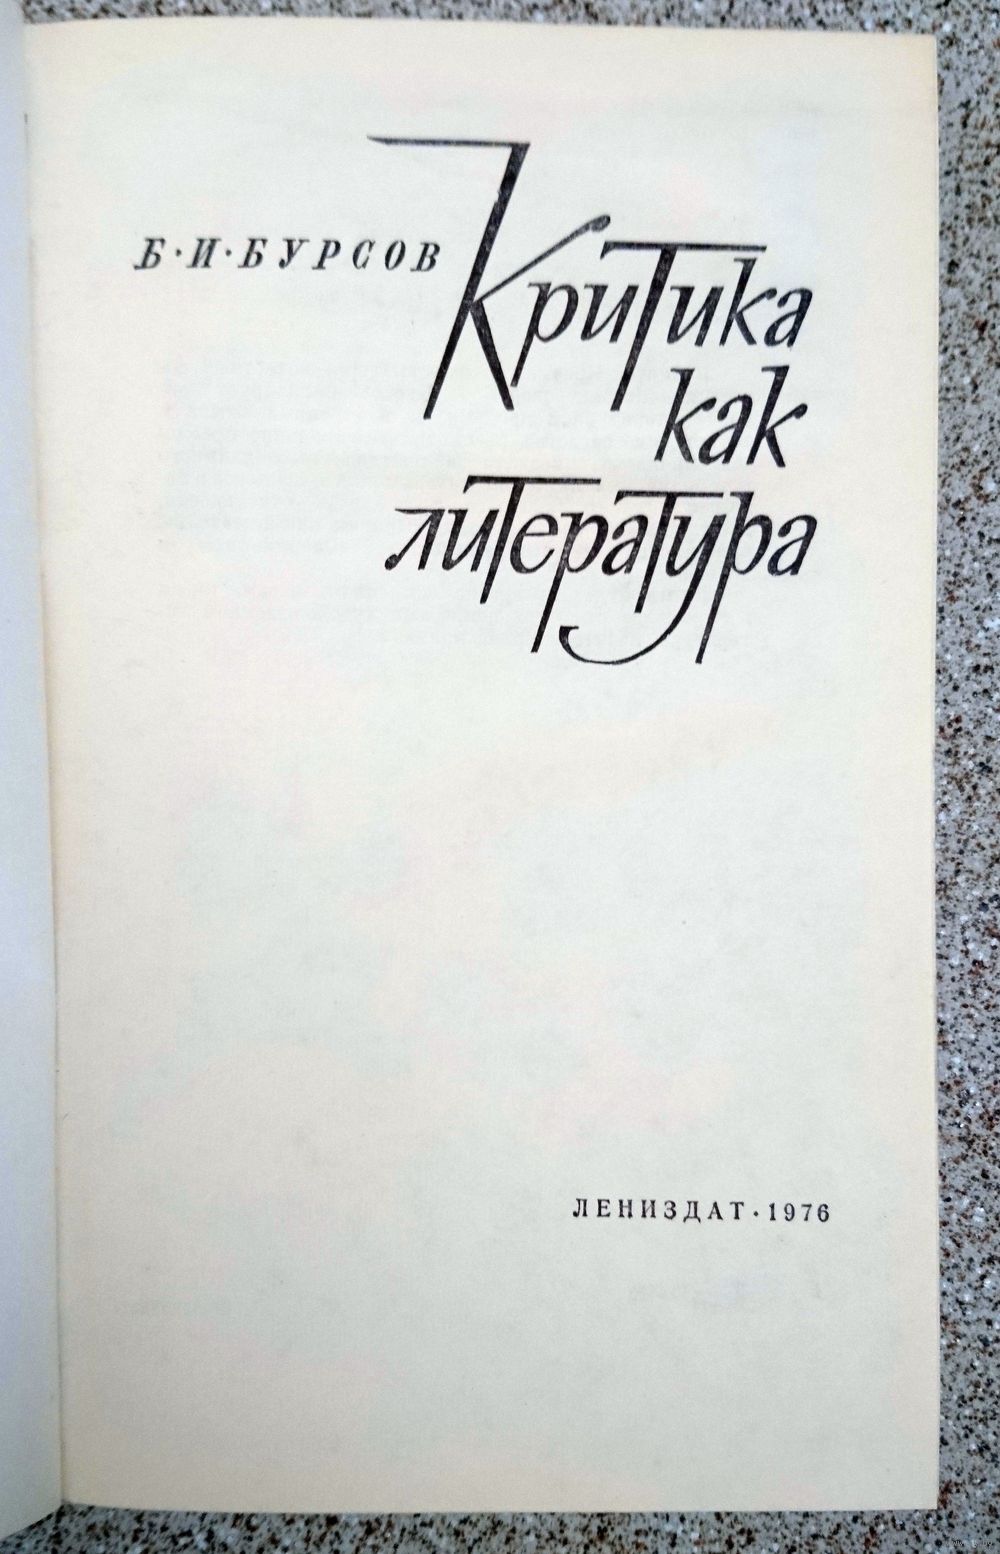 Б·И·БУРСОВ
Критика
как
литература
ЛЕНИЗДАТ·1976